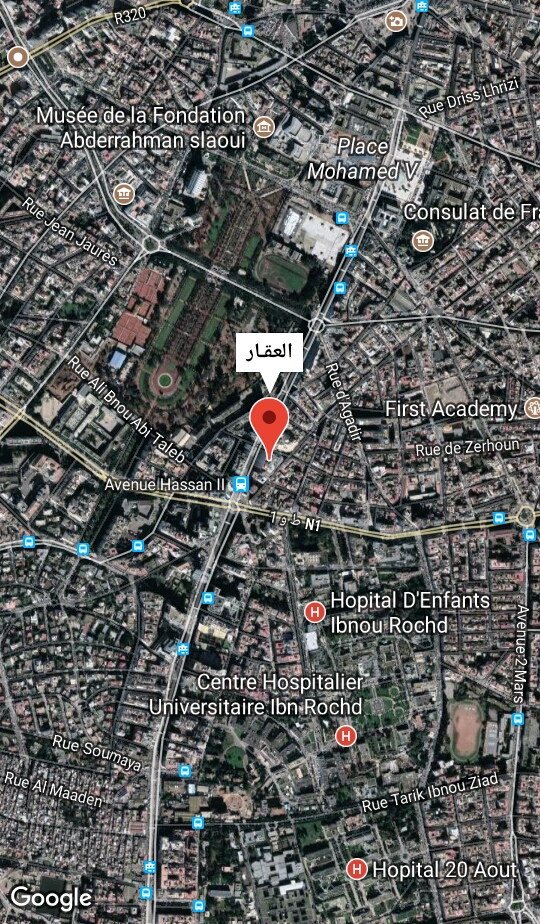 R320
Rue Driss Lhrizi
Musée de la Fondation
Abderrahman slaoui
Place
Mohamed V
Consulat de Fra
Rue Jean Jaurès
العقار
Rue Ali Bnou Abi Taleb
Rue d'Agadir
First Academy
Rue de Zerhoun
Avenue Hassan II
ط و 1 N1
Hopital D'Enfants
Ibnou Rochd
Avenue 2 Mars
Centre Hospitalier
Universitaire Ibn Rochd
Rue Soumaya
Rue Al Maaden
Rue Tarik Ibnou Ziad
Hopital 20 Aout
Google